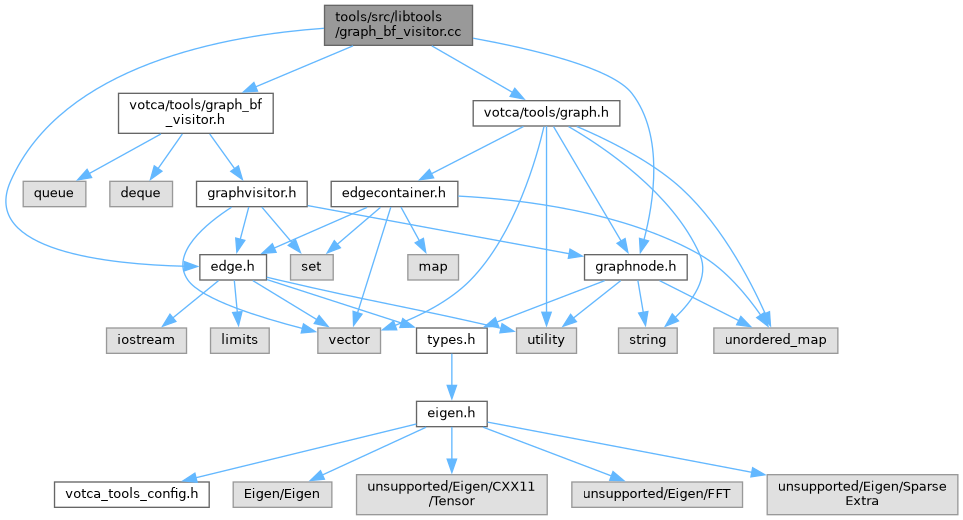 tools/src/libtools
/graph_bf_visitor.cc
votca/tools/graph_bf
_visitor.h
votca/tools/graph.h
queue
deque
graphvisitor.h
edgecontainer.h
edge.h
set
map
graphnode.h
iostream
limits
vector
types.h
utility
string
unordered_map
eigen.h
votca_tools_config.h
Eigen/Eigen
unsupported/Eigen/CXX11
/Tensor
unsupported/Eigen/FFT
unsupported/Eigen/Sparse
Extra